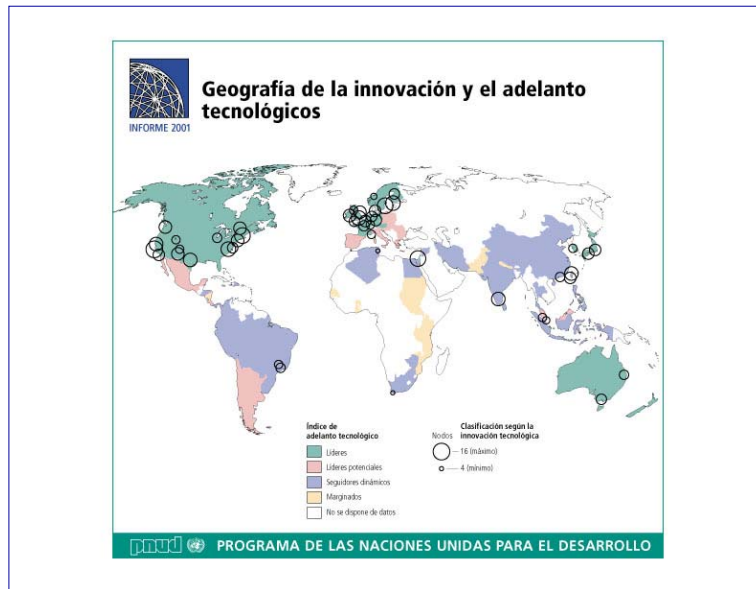 Geografía de la innovación y el adelanto
tecnológicos
INFORME 2001
Índice de
adelanto tecnológico
Líderes
Líderes potenciales
Seguidores dinámicos
Marginados
No se dispone de datos
Nodos
Clasificación según la
innovación tecnológica
16 (máximo)
4 (mínimo)
pnud PROGRAMA DE LAS NACIONES UNIDAS PARA EL DESARROLLO